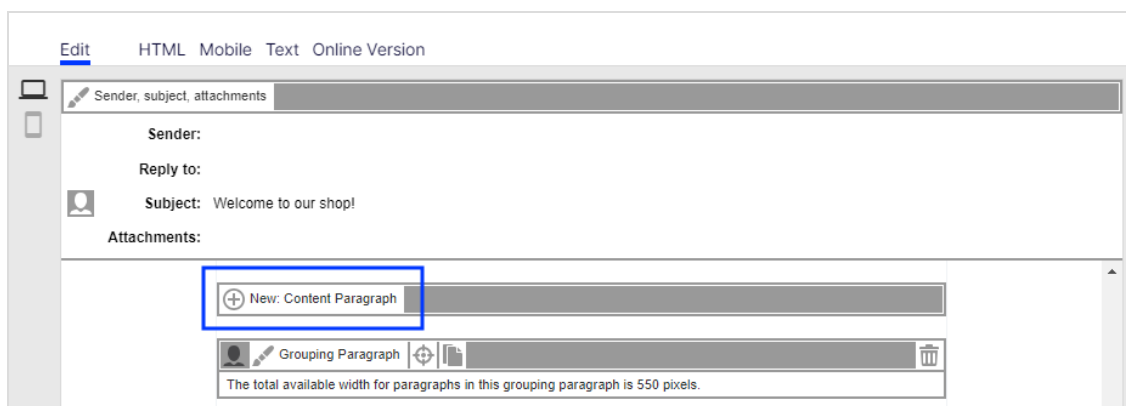 Edit HTML Mobile Text Online Version
Sender, subject, attachments
Sender:
Reply to:
Subject: Welcome to our shop!
Attachments:
New: Content Paragraph
Grouping Paragraph
The total available width for paragraphs in this grouping paragraph is 550 pixels.